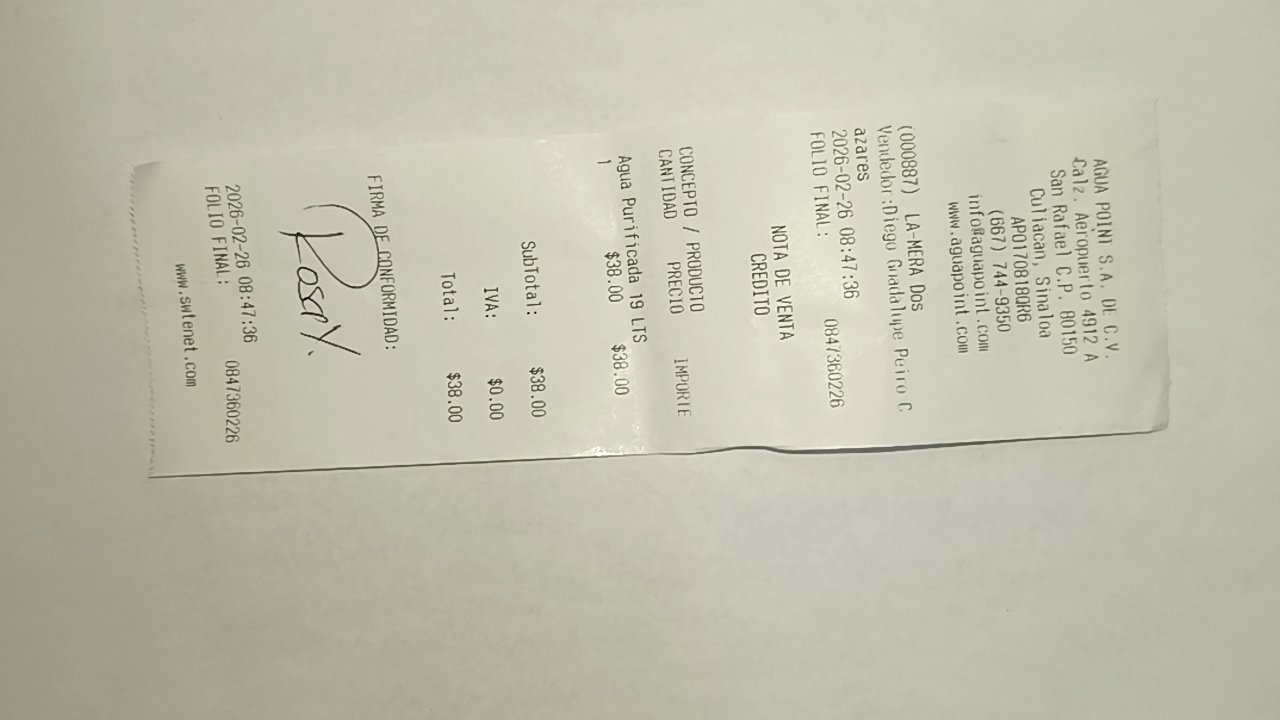 AGUA POINT S.A. DE C.V.
Calz. Aeropuerto 4912 A
San Rafael C.P. 80150
Culiacan, Sinaloa
APO170818QR6
(667) 744-9350
info@aguapoint.com
www.aguapoint.com
(000887) LA-MERA Dos
Vendedor:Diego Guadalupe Peiro C
azares
2026-02-26 08:47:36
FOLIO FINAL: 0847360226
NOTA DE VENTA
CREDITO
CONCEPTO / PRODUCTO
CANTIDAD PRECIO IMPORTE
Agua Purificada 19 LTS
1 $38.00 $38.00
SubTotal: $38.00
IVA: $0.00
Total: $38.00
FIRMA DE CONFORMIDAD:
Rosa Y.
2026-02-26 08:47:36
FOLIO FINAL: 0847360226
www.swtenet.com